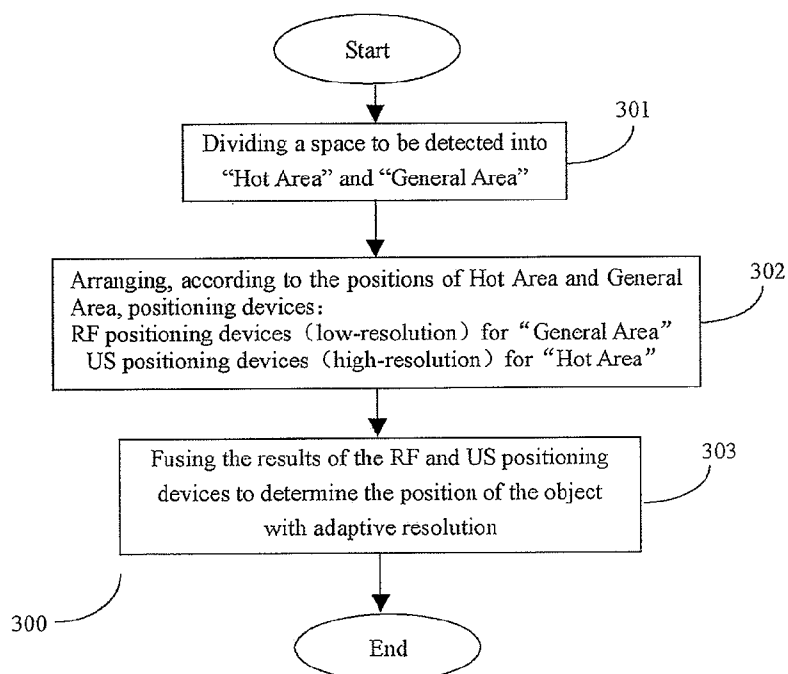 Start
301
Dividing a space to be detected into
“Hot Area” and “General Area”
302
Arranging, according to the positions of Hot Area and General
Area, positioning devices:
RF positioning devices (low-resolution) for “General Area”
US positioning devices (high-resolution) for “Hot Area”
303
Fusing the results of the RF and US positioning
devices to determine the position of the object
with adaptive resolution
300
End